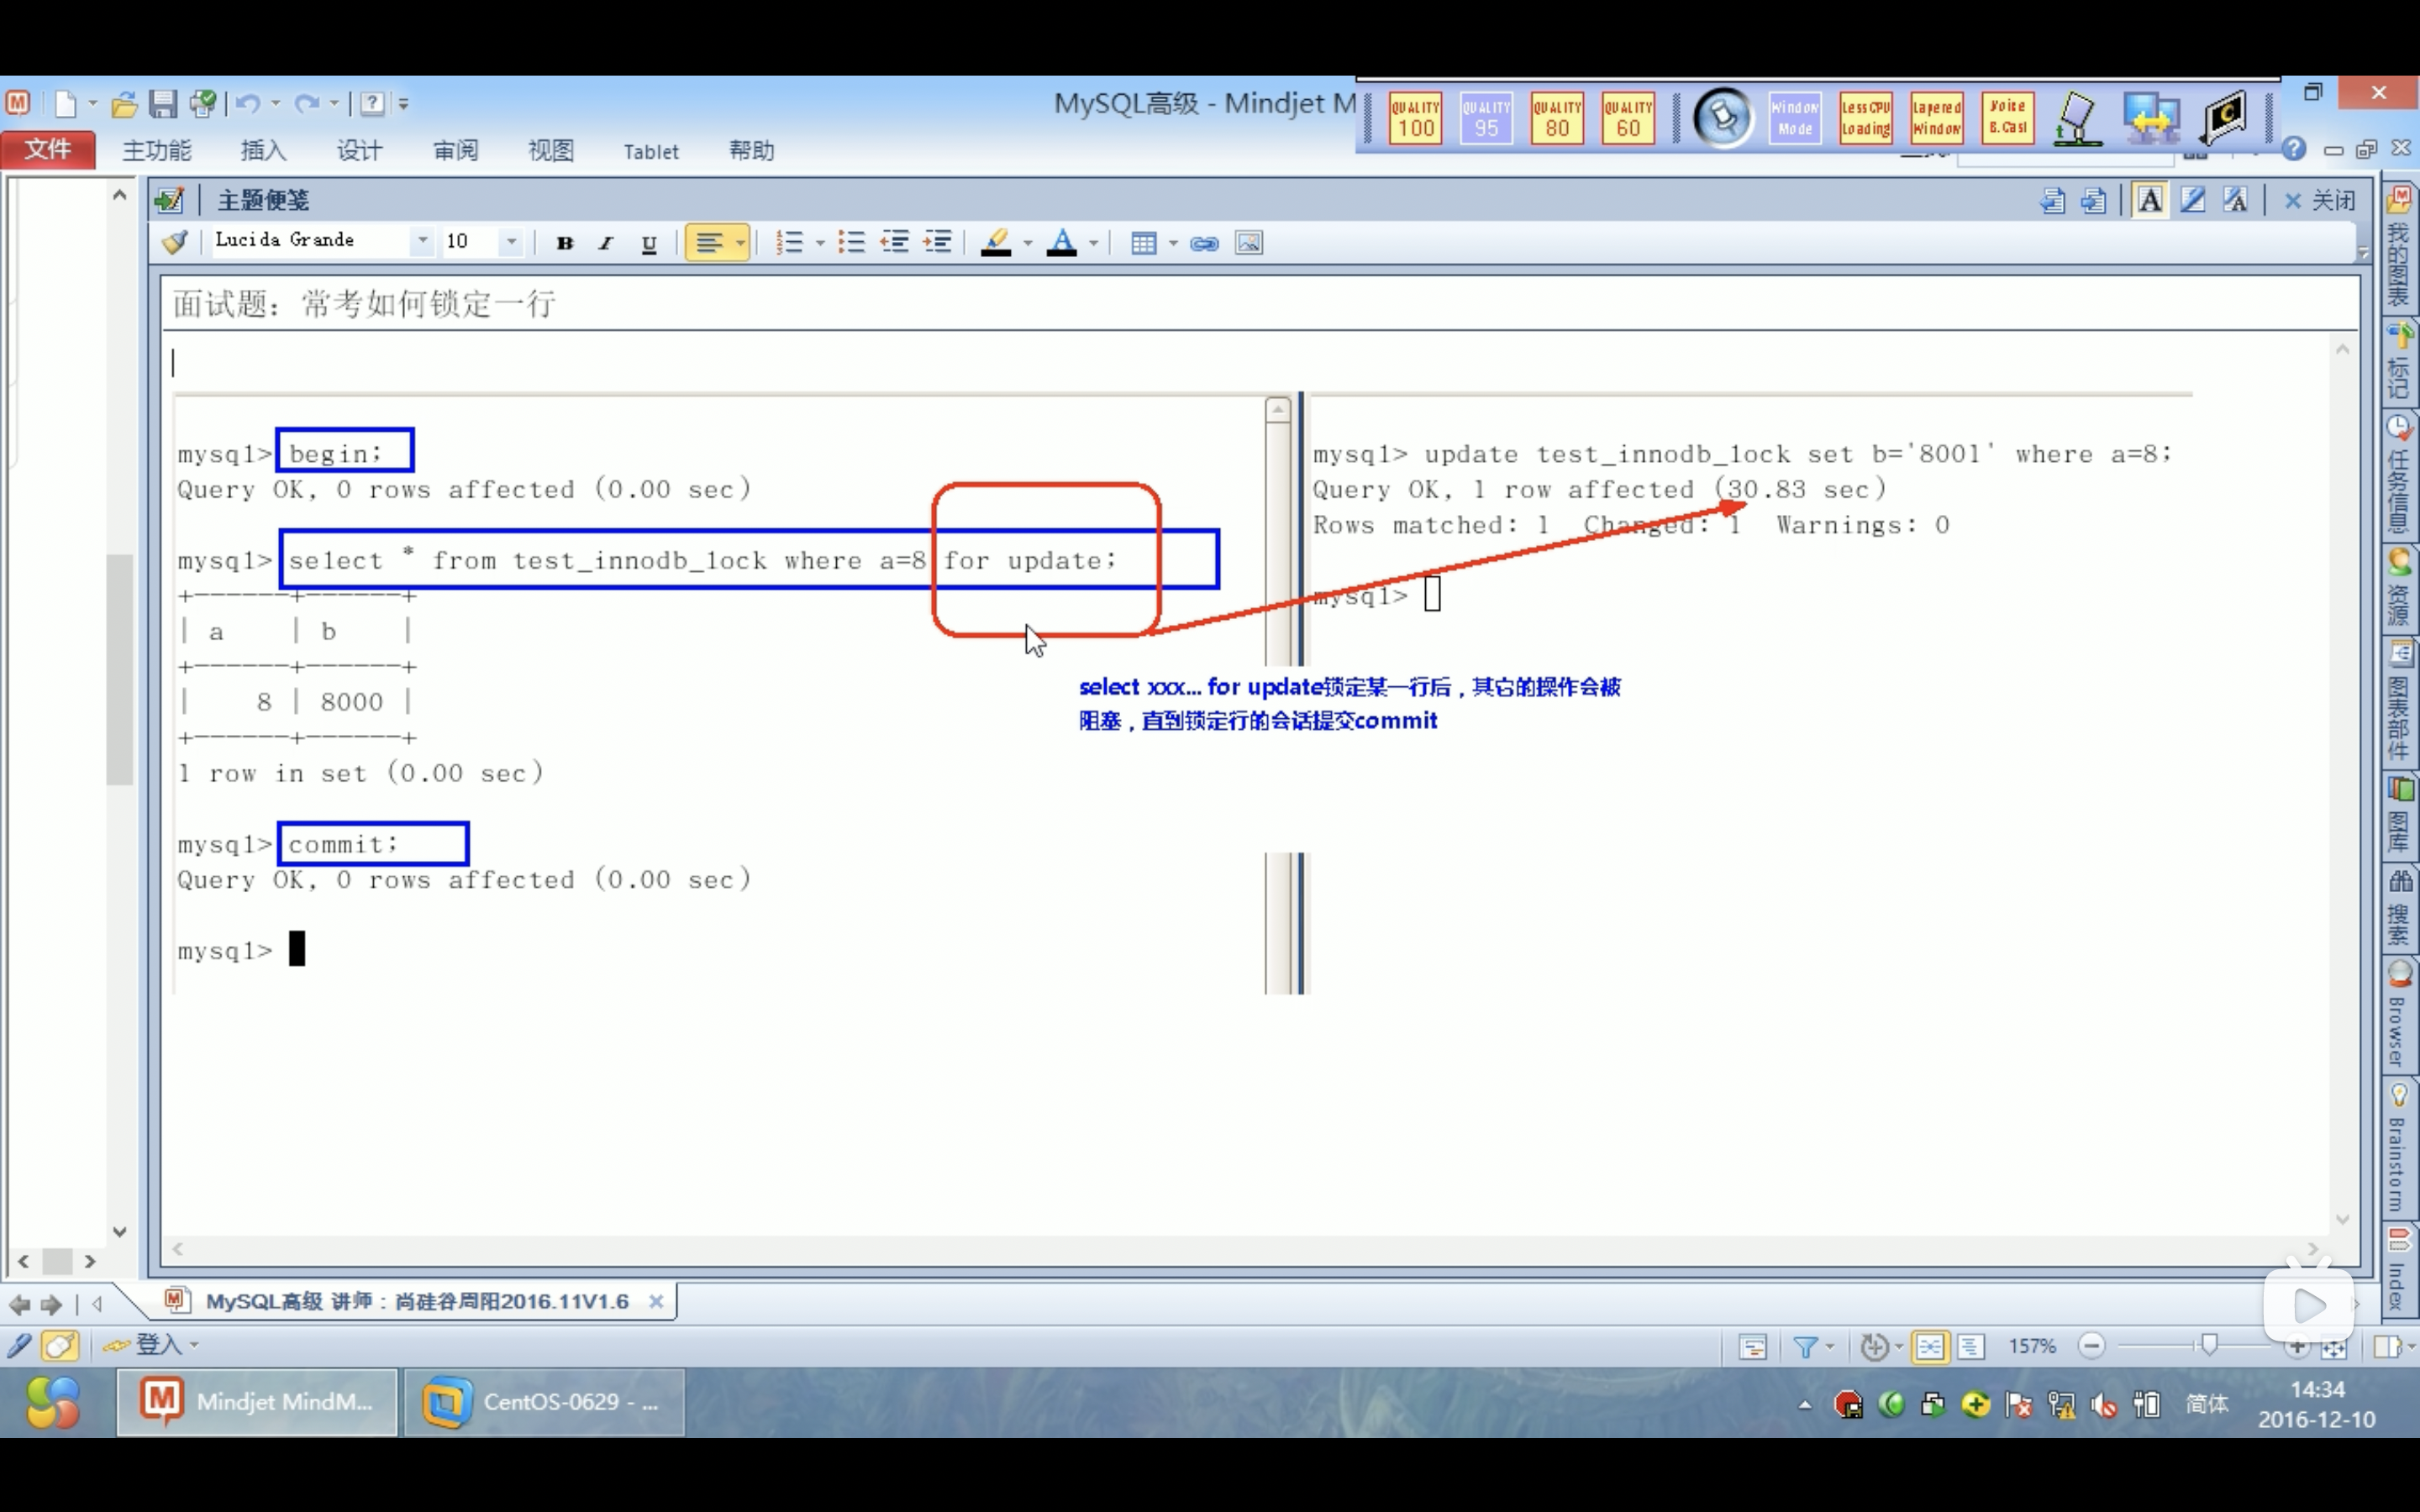 MySQL高级 - Mindjet M
QUALITY 100
QUALITY 95
QUALITY 80
QUALITY 60
Window Mode
Less CPU Loading
Layered Window
Voice B.Cast
文件 主功能 插入 设计 审阅 视图 Tablet 帮助
主题便笺
关闭
Lucida Grande 10 B I U
面试题：常考如何锁定一行
mysql> begin;
Query OK, 0 rows affected (0.00 sec)
mysql> select * from test_innodb_lock where a=8 for update;
+------+------+
| a | b |
+------+------+
| 8 | 8000 |
+------+------+
1 row in set (0.00 sec)
mysql> commit;
Query OK, 0 rows affected (0.00 sec)
mysql>
mysql> update test_innodb_lock set b='8001' where a=8;
Query OK, 1 row affected (30.83 sec)
Rows matched: 1 Changed: 1 Warnings: 0
mysql>
select xxx... for update锁定某一行后，其它的操作会被
阻塞，直到锁定行的会话提交commit
我的图表
标记
任务信息
资源
图表部件
图库
搜索
Browser
Brainstorm
Index
MySQL高级 讲师：尚硅谷周阳2016.11V1.6
登入
157%
Mindjet MindM...
CentOS-0629 - ...
简体
14:34
2016-12-10